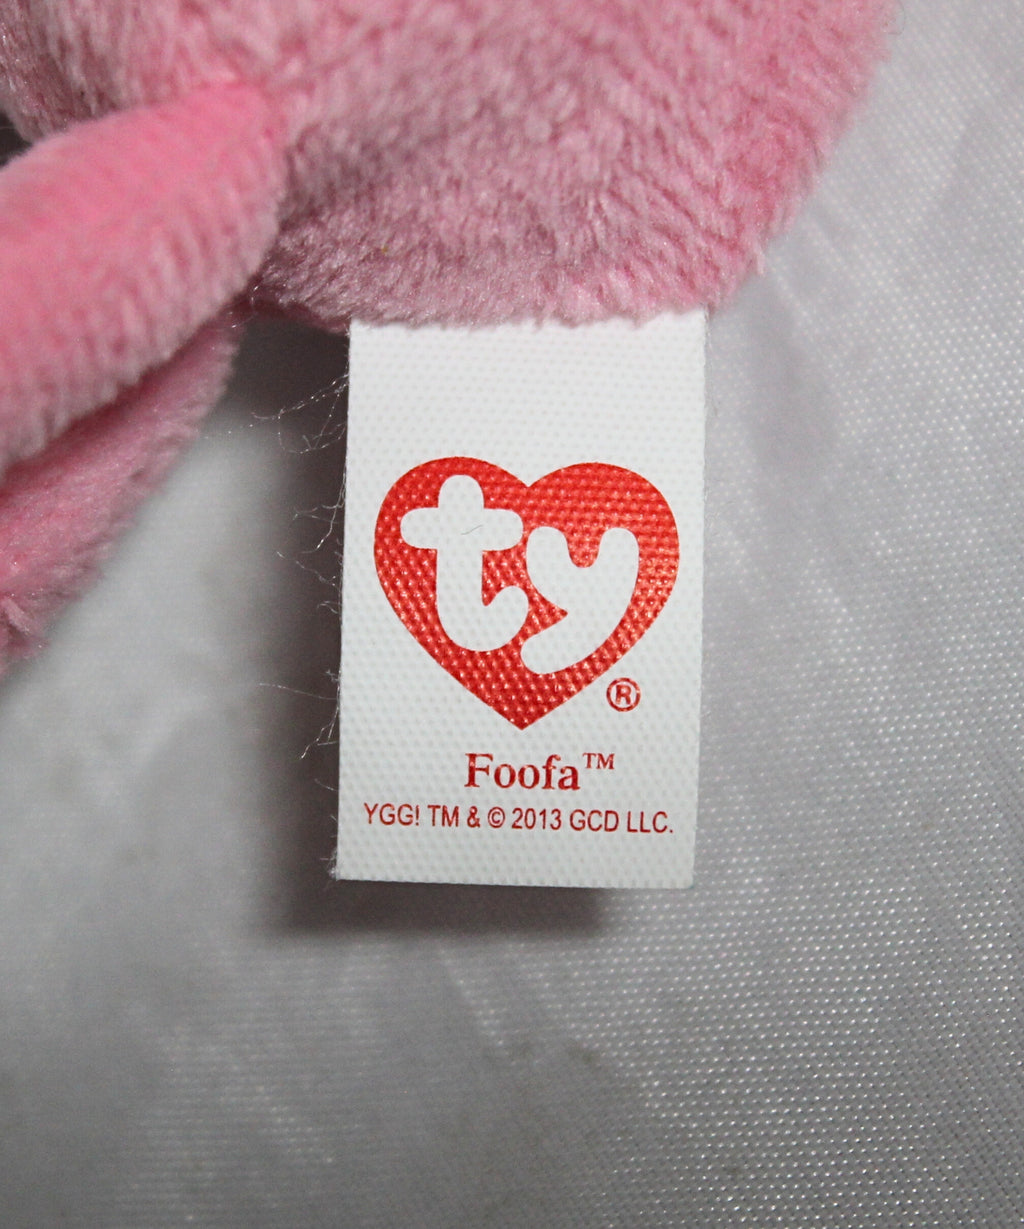 ty
®
Foofa™
YGG! TM & © 2013 GCD LLC.